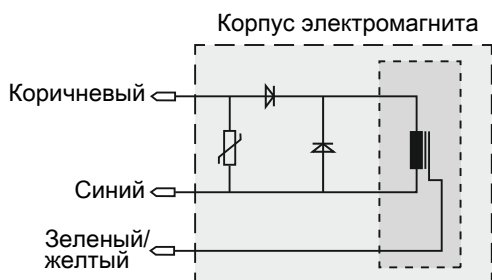 Корпус электромагнита
Коричневый
Синий
Зеленый/
желтый